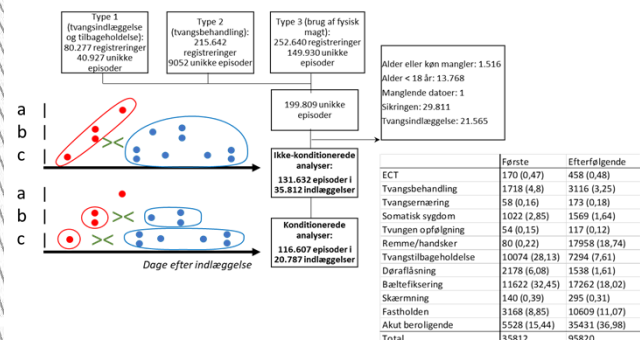 Type 1
(tvangsindlæggelse
og tilbageholdelse):
80.277 registreringer
40.927 unikke
episoder
Type 2
(tvangsbehandling):
215.642
registreringer
9052 unikke
episoder
Type 3 (brug af fysisk
magt):
252.640 registreringer
149.930 unikke
episoder
Alder eller køn mangler: 1.516
Alder < 18 år: 13.768
Manglende datoer: 1
Sikringen: 29.811
Tvangsindlæggelse: 21.565
199.809 unikke
episoder
Ikke-konditionerede
analyser:
131.632 episoder i
35.812 indlæggelser
Konditionerede
analyser:
116.607 episoder i
20.787 indlæggelser
a
b
> <
c
a
b
> <
c
> <
Dage efter indlæggelse
Første Efterfølgende
ECT 170 (0,47) 458 (0,48)
Tvangsbehandling 1718 (4,8) 3116 (3,25)
Tvangsernæring 58 (0,16) 173 (0,18)
Somatisk sygdom 1022 (2,85) 1569 (1,64)
Tvungen opfølgning 54 (0,15) 117 (0,12)
Remme/handsker 80 (0,22) 17958 (18,74)
Tvangstilbageholdelse 10074 (28,13) 7294 (7,61)
Døraflåsning 2178 (6,08) 1538 (1,61)
Bæltefiksering 11622 (32,45) 17262 (18,02)
Skærmning 140 (0,39) 295 (0,31)
Fastholden 3168 (8,85) 10609 (11,07)
Akut beroligende 5528 (15,44) 35431 (36,98)
Total 35812 95820